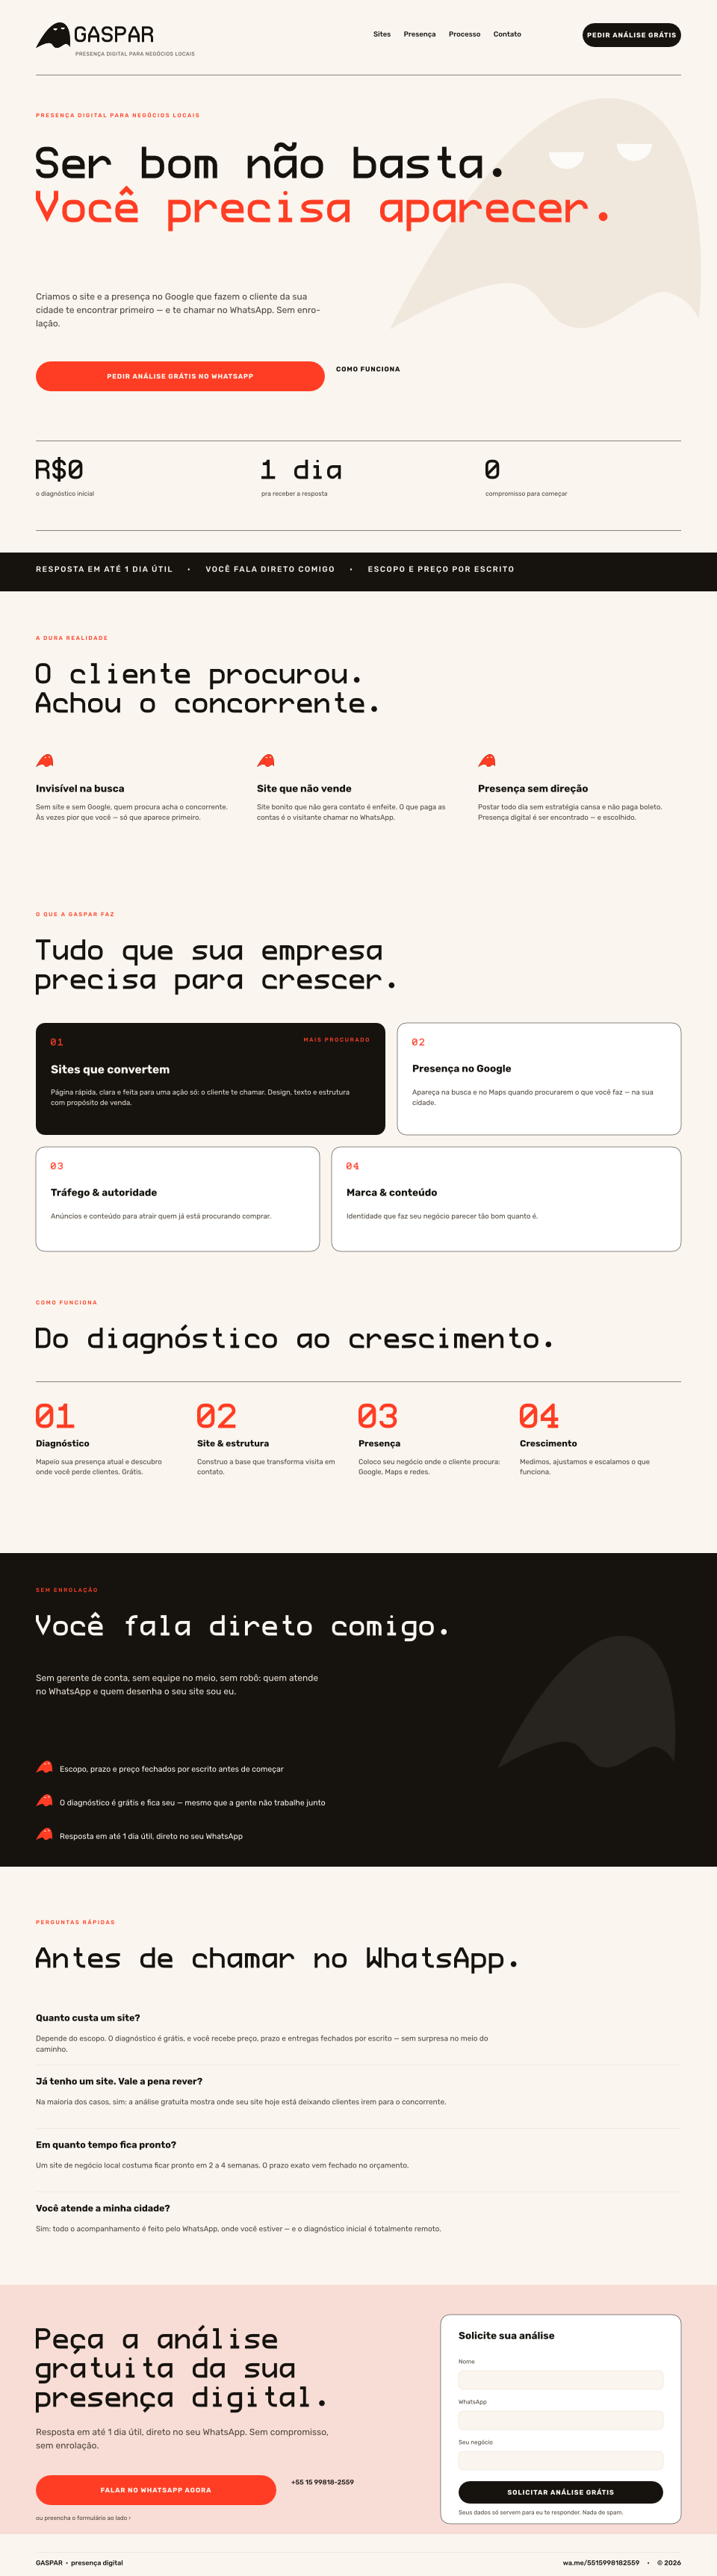 GASPAR
PRESENÇA DIGITAL PARA NEGÓCIOS LOCAIS
Sites Presença Processo Contato
PEDIR ANÁLISE GRÁTIS
PRESENÇA DIGITAL PARA NEGÓCIOS LOCAIS
Ser bom não basta.
Você precisa aparecer.
Criamos o site e a presença no Google que fazem o cliente da sua
cidade te encontrar primeiro — e te chamar no WhatsApp. Sem enro-
lação.
PEDIR ANÁLISE GRÁTIS NO WHATSAPP
COMO FUNCIONA
R$0
o diagnóstico inicial
1 dia
pra receber a resposta
0
compromisso para começar
RESPOSTA EM ATÉ 1 DIA ÚTIL • VOCÊ FALA DIRETO COMIGO • ESCOPO E PREÇO POR ESCRITO
A DURA REALIDADE
O cliente procurou.
Achou o concorrente.
Invisível na busca
Sem site e sem Google, quem procura acha o concorrente.
Às vezes pior que você — só que aparece primeiro.
Site que não vende
Site bonito que não gera contato é enfeite. O que paga as
contas é o visitante chamar no WhatsApp.
Presença sem direção
Postar todo dia sem estratégia cansa e não paga boleto.
Presença digital é ser encontrado — e escolhido.
O QUE A GASPAR FAZ
Tudo que sua empresa
precisa para crescer.
01
MAIS PROCURADO
Sites que convertem
Página rápida, clara e feita para uma ação só: o cliente te chamar. Design, texto e estrutura
com propósito de venda.
02
Presença no Google
Apareça na busca e no Maps quando procurarem o que você faz — na sua
cidade.
03
Tráfego & autoridade
Anúncios e conteúdo para atrair quem já está procurando comprar.
04
Marca & conteúdo
Identidade que faz seu negócio parecer tão bom quanto é.
COMO FUNCIONA
Do diagnóstico ao crescimento.
01
Diagnóstico
Mapeio sua presença atual e descubro
onde você perde clientes. Grátis.
02
Site & estrutura
Construo a base que transforma visita em
contato.
03
Presença
Coloco seu negócio onde o cliente procura:
Google, Maps e redes.
04
Crescimento
Medimos, ajustamos e escalamos o que
funciona.
SEM ENROLAÇÃO
Você fala direto comigo.
Sem gerente de conta, sem equipe no meio, sem robô: quem atende
no WhatsApp e quem desenha o seu site sou eu.
Escopo, prazo e preço fechados por escrito antes de começar
O diagnóstico é grátis e fica seu — mesmo que a gente não trabalhe junto
Resposta em até 1 dia útil, direto no seu WhatsApp
PERGUNTAS RÁPIDAS
Antes de chamar no WhatsApp.
Quanto custa um site?
Depende do escopo. O diagnóstico é grátis, e você recebe preço, prazo e entregas fechados por escrito — sem surpresa no meio do
caminho.
Já tenho um site. Vale a pena rever?
Na maioria dos casos, sim: a análise gratuita mostra onde seu site hoje está deixando clientes irem para o concorrente.
Em quanto tempo fica pronto?
Um site de negócio local costuma ficar pronto em 2 a 4 semanas. O prazo exato vem fechado no orçamento.
Você atende a minha cidade?
Sim: todo o acompanhamento é feito pelo WhatsApp, onde você estiver — e o diagnóstico inicial é totalmente remoto.
Peça a análise
gratuita da sua
presença digital.
Resposta em até 1 dia útil, direto no seu WhatsApp. Sem compromisso,
sem enrolação.
FALAR NO WHATSAPP AGORA
+55 15 99818-2559
ou preencha o formulário ao lado ›
Solicite sua análise
Nome
WhatsApp
Seu negócio
SOLICITAR ANÁLISE GRÁTIS
Seus dados só servem para eu te responder. Nada de spam.
GASPAR • presença digital
wa.me/5515998182559 • © 2026